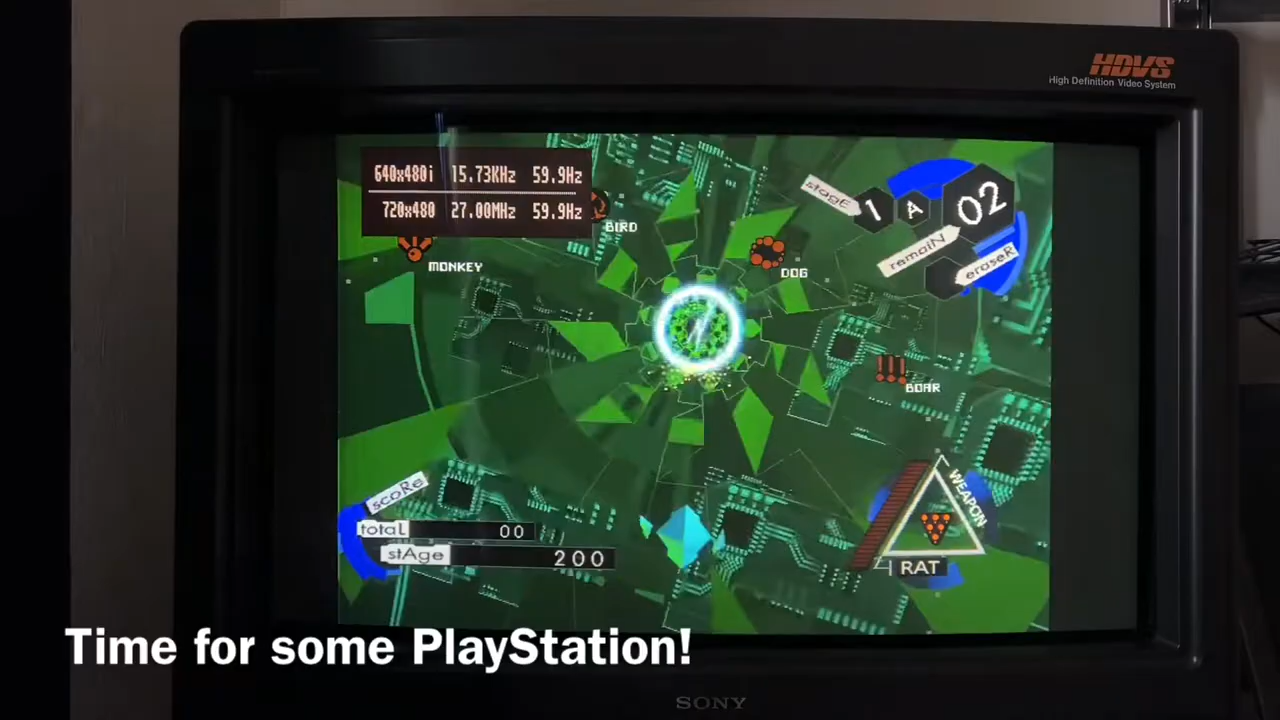 HDVS
High Definition Video System
640x480i 15.73KHz 59.9Hz
720x480 27.00MHz 59.9Hz
stagE 1 A 02
BIRD
remaiN
eraseR
MONKEY
DOG
BOAR
WEAPON
scoRe
totaL 00
stAge 200
RAT
Time for some PlayStation!
SONY